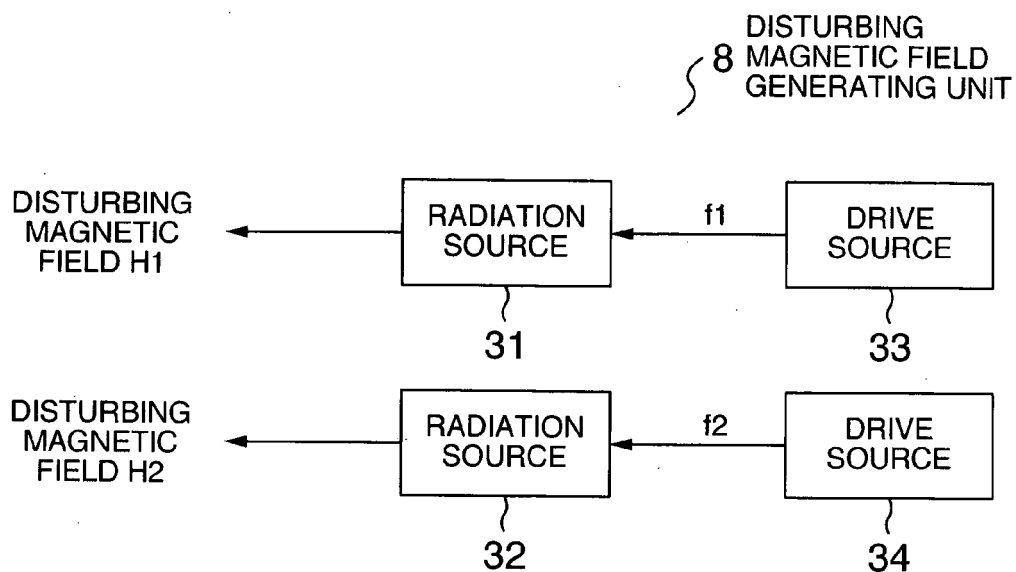 DISTURBING
8 MAGNETIC FIELD
GENERATING UNIT
DISTURBING
MAGNETIC
FIELD H1
RADIATION
SOURCE
31
f1
DRIVE
SOURCE
33
DISTURBING
MAGNETIC
FIELD H2
RADIATION
SOURCE
32
f2
DRIVE
SOURCE
34